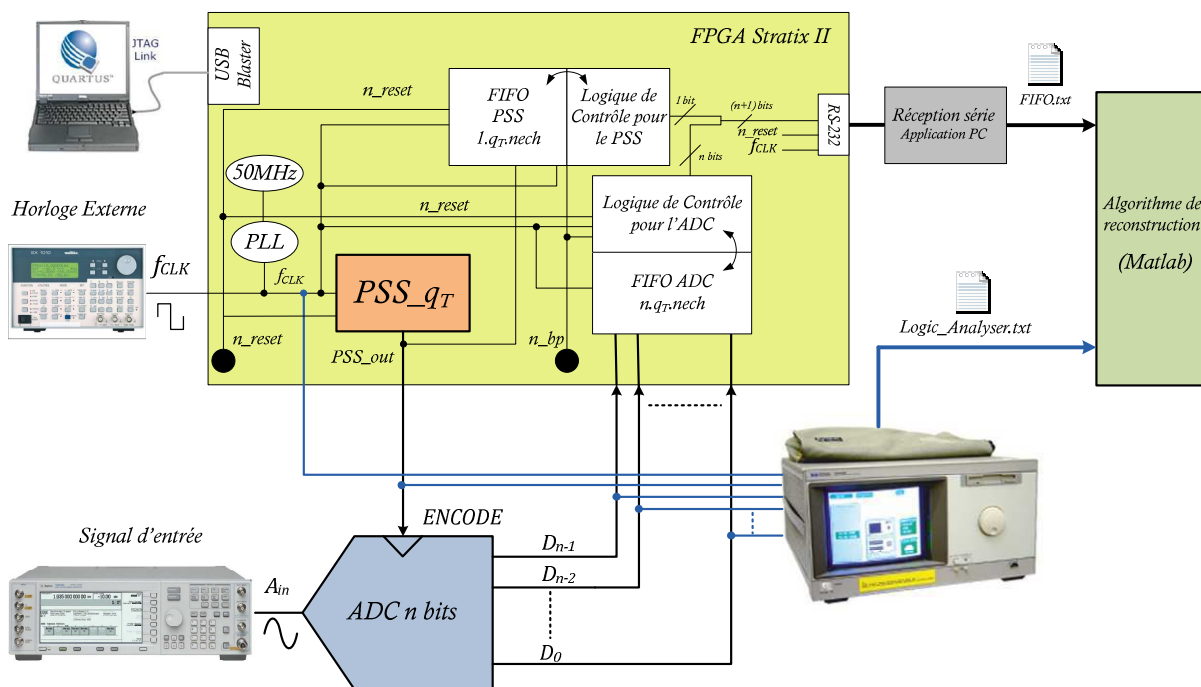 JTAG
Link
QUARTUS™
USB
Blaster
FPGA Stratix II
n_reset
FIFO
PSS
1.qT.nech
Logique de
Contrôle pour
le PSS
1 bit
(n+1) bits
n_reset
fCLK
RS-232
n bits
Réception série
Application PC
FIFO.txt
Algorithme de
reconstruction
(Matlab)
50MHz
PLL
n_reset
Logique de Contrôle
pour l'ADC
FIFO ADC
n.qT.nech
Horloge Externe
fCLK
fCLK
PSS_qT
n_reset
PSS_out
n_bp
Logic_Analyser.txt
Signal d'entrée
Ain
ENCODE
ADC n bits
Dn-1
Dn-2
D0